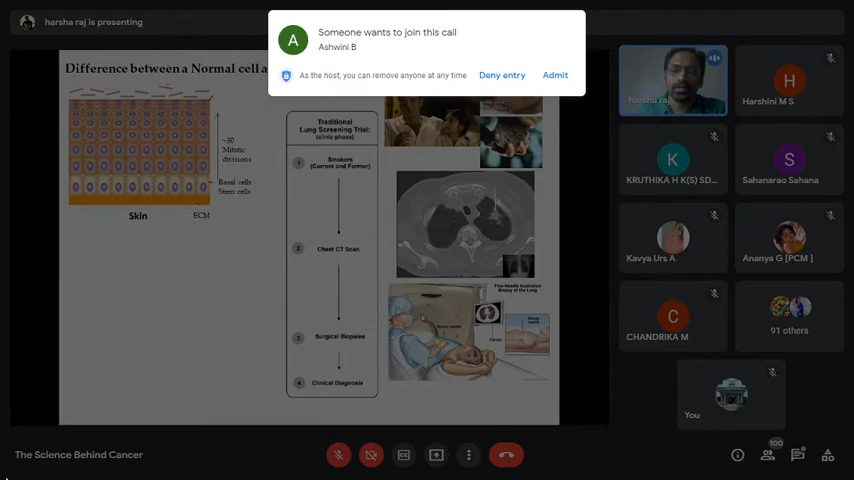 harsha raj is presenting
A
Someone wants to join this call
Ashwini B
As the host, you can remove anyone at any time
Deny entry
Admit
Difference between a Normal cell a
~30
Mitotic
divisions
Basal cells
Stem cells
Skin
ECM
Traditional
Lung Screening Trial:
(clinic phase)
1
Smokers
(Current and Former)
2
Chest CT Scan
3
Surgical Biopsies
4
Clinical Diagnosis
Fine-Needle Aspiration
Biopsy of the Lung
Cancer
harsha raj
H
Harshini M S
K
KRUTHIKA H K(S) SD...
S
Sahanarao Sahana
Kavya Urs A
Ananya G [PCM ]
C
CHANDRIKA M
91 others
You
The Science Behind Cancer
100